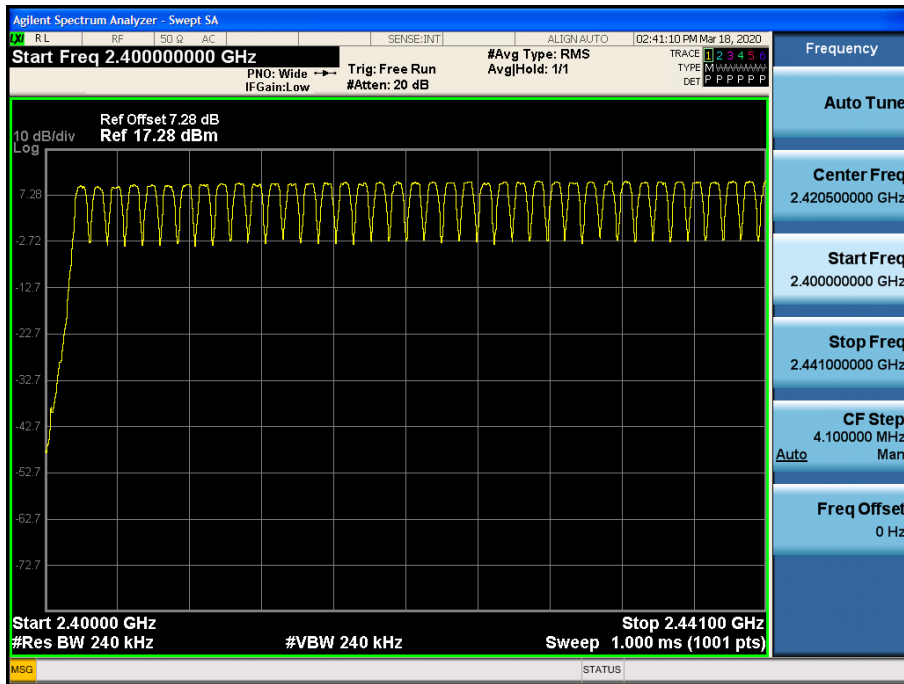 Agilent Spectrum Analyzer - Swept SA
LXI RL RF 50 Ω AC SENSE:INT ALIGNAUTO 02:41:10 PM Mar 18, 2020
Start Freq 2.400000000 GHz
PNO: Wide
IFGain:Low
Trig: Free Run
#Atten: 20 dB
#Avg Type: RMS
Avg|Hold: 1/1
TRACE 1 2 3 4 5 6
TYPE M WWWWW
DET P P P P P P
Frequency
Auto Tune
Center Freq
2.420500000 GHz
Start Freq
2.400000000 GHz
Stop Freq
2.441000000 GHz
CF Step
4.100000 MHz
Auto Man
Freq Offset
0 Hz
Ref Offset 7.28 dB
10 dB/div Ref 17.28 dBm
Log
7.28
-2.72
-12.7
-22.7
-32.7
-42.7
-52.7
-62.7
-72.7
Start 2.40000 GHz Stop 2.44100 GHz
#Res BW 240 kHz #VBW 240 kHz Sweep 1.000 ms (1001 pts)
MSG STATUS